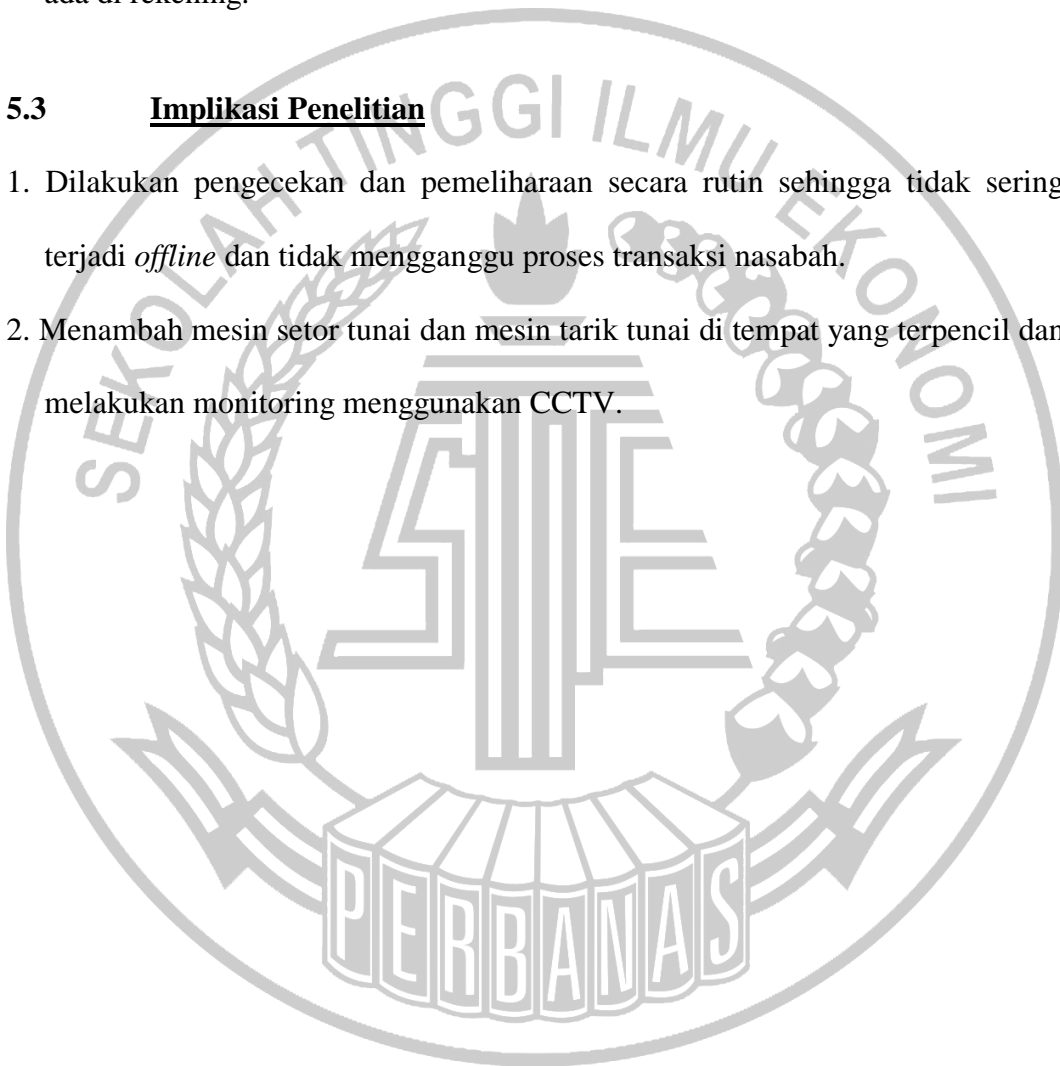 ada di rekening.
5.3 Implikasi Penelitian
1. Dilakukan pengecekan dan pemeliharaan secara rutin sehingga tidak sering
terjadi offline dan tidak mengganggu proses transaksi nasabah.
2. Menambah mesin setor tunai dan mesin tarik tunai di tempat yang terpencil dan
melakukan monitoring menggunakan CCTV.
SEKOLAH TINGGI ILMU EKONOMI
STIE
PERBANAS